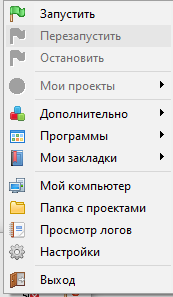 Запустить
Перезапустить
Остановить
Мои проекты
Дополнительно
Программы
Мои закладки
Мой компьютер
Папка с проектами
Просмотр логов
Настройки
Выход